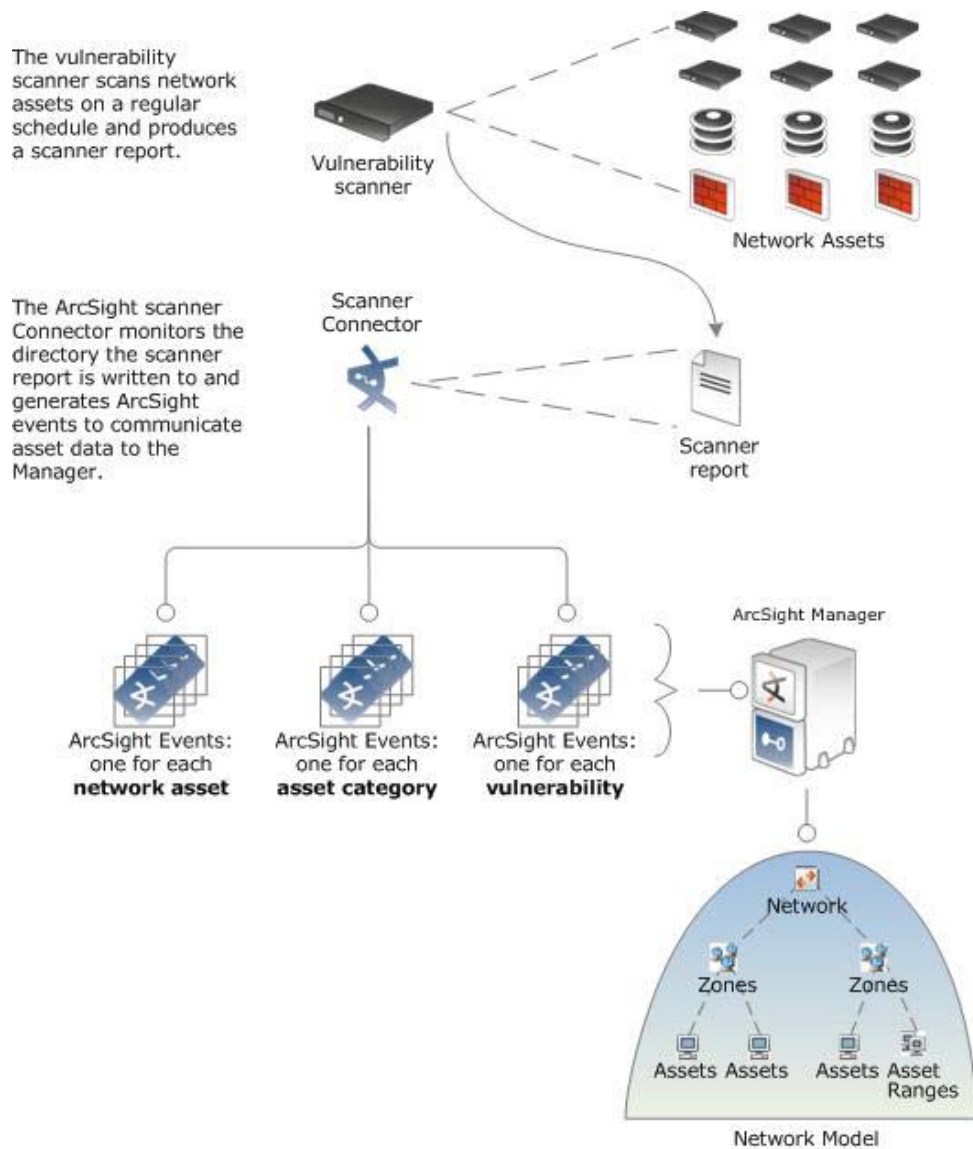 The vulnerability
scanner scans network
assets on a regular
schedule and produces
a scanner report.
Vulnerability
scanner
Network Assets
The ArcSight scanner
Connector monitors the
directory the scanner
report is written to and
generates ArcSight
events to communicate
asset data to the
Manager.
Scanner
Connector
Scanner
report
ArcSight Events:
one for each
network asset
ArcSight Events:
one for each
asset category
ArcSight Events:
one for each
vulnerability
ArcSight Manager
Network
Zones
Zones
Assets
Assets
Assets
Asset
Ranges
Network Model